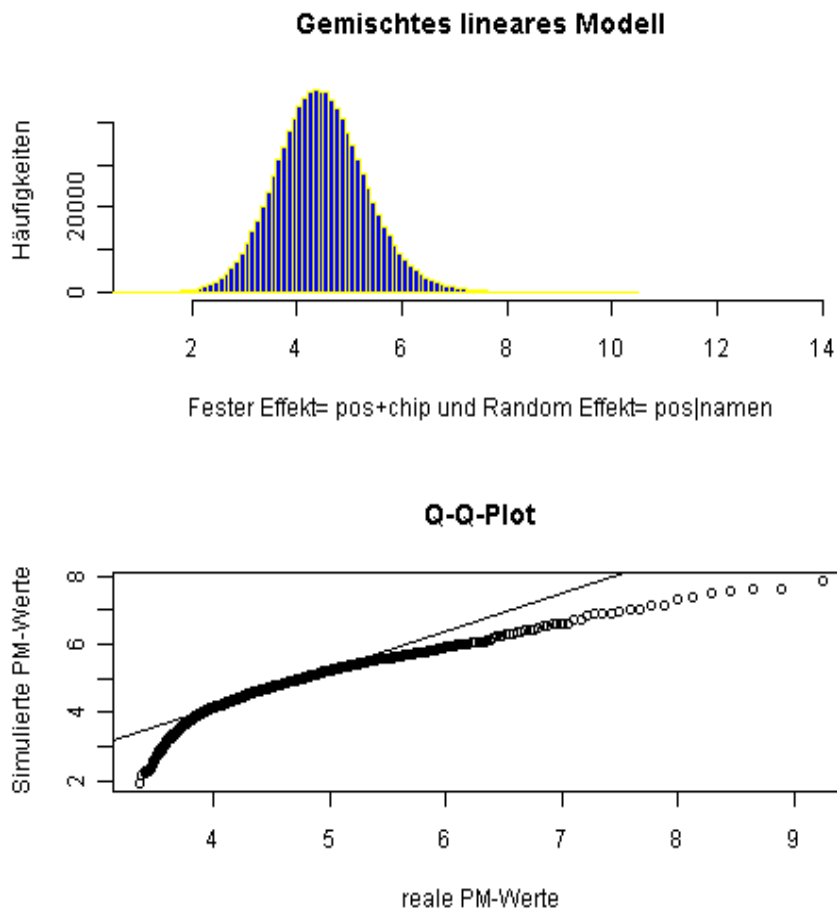 Gemischtes lineares Modell
Häufigkeiten
20000
0
2 4 6 8 10 12 14
Fester Effekt= pos+chip und Random Effekt= pos|namen
Q-Q-Plot
Simulierte PM-Werte
8
6
4
2
4 5 6 7 8 9
reale PM-Werte